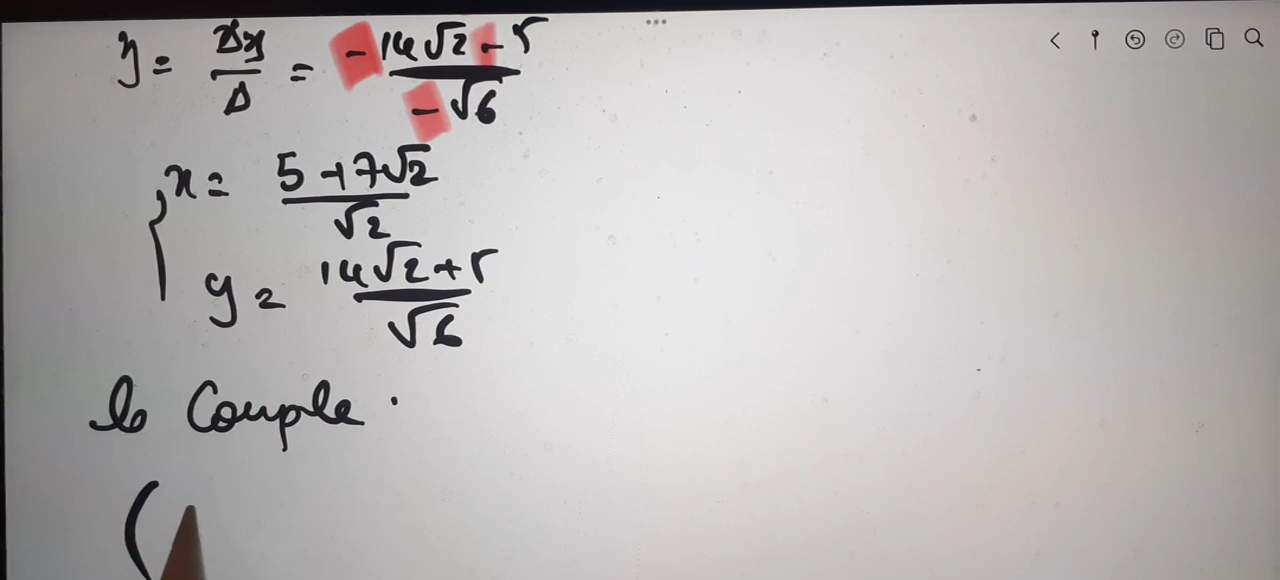 y = Δy/Δ = -14√2 - 5 / -√6
x = 5 + 7√2 / √2
y = 14√2 + 5 / √6
le Couple :
(